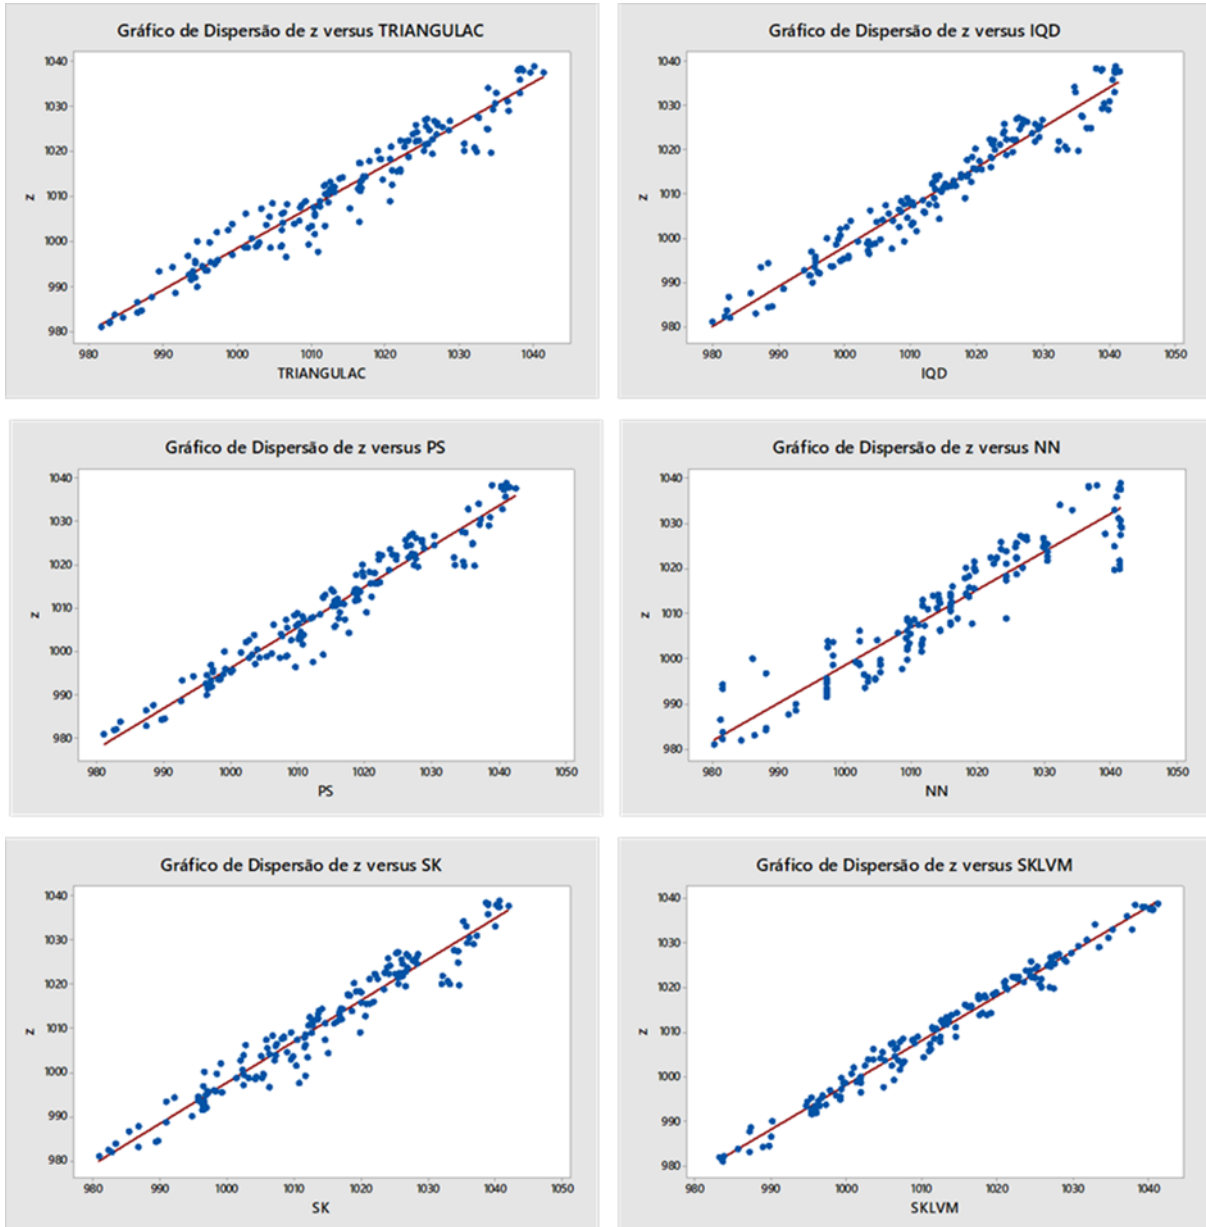 Gráfico de Dispersão de z versus TRIANGULAC
1040
1030
1020
1010
1000
990
980
z
980 990 1000 1010 1020 1030 1040
TRIANGULAC
Gráfico de Dispersão de z versus IQD
1040
1030
1020
1010
1000
990
980
z
980 990 1000 1010 1020 1030 1040 1050
IQD
Gráfico de Dispersão de z versus PS
1040
1030
1020
1010
1000
990
980
z
980 990 1000 1010 1020 1030 1040 1050
PS
Gráfico de Dispersão de z versus NN
1040
1030
1020
1010
1000
990
980
z
980 990 1000 1010 1020 1030 1040 1050
NN
Gráfico de Dispersão de z versus SK
1040
1030
1020
1010
1000
990
980
z
980 990 1000 1010 1020 1030 1040 1050
SK
Gráfico de Dispersão de z versus SKLVM
1040
1030
1020
1010
1000
990
980
z
980 990 1000 1010 1020 1030 1040
SKLVM